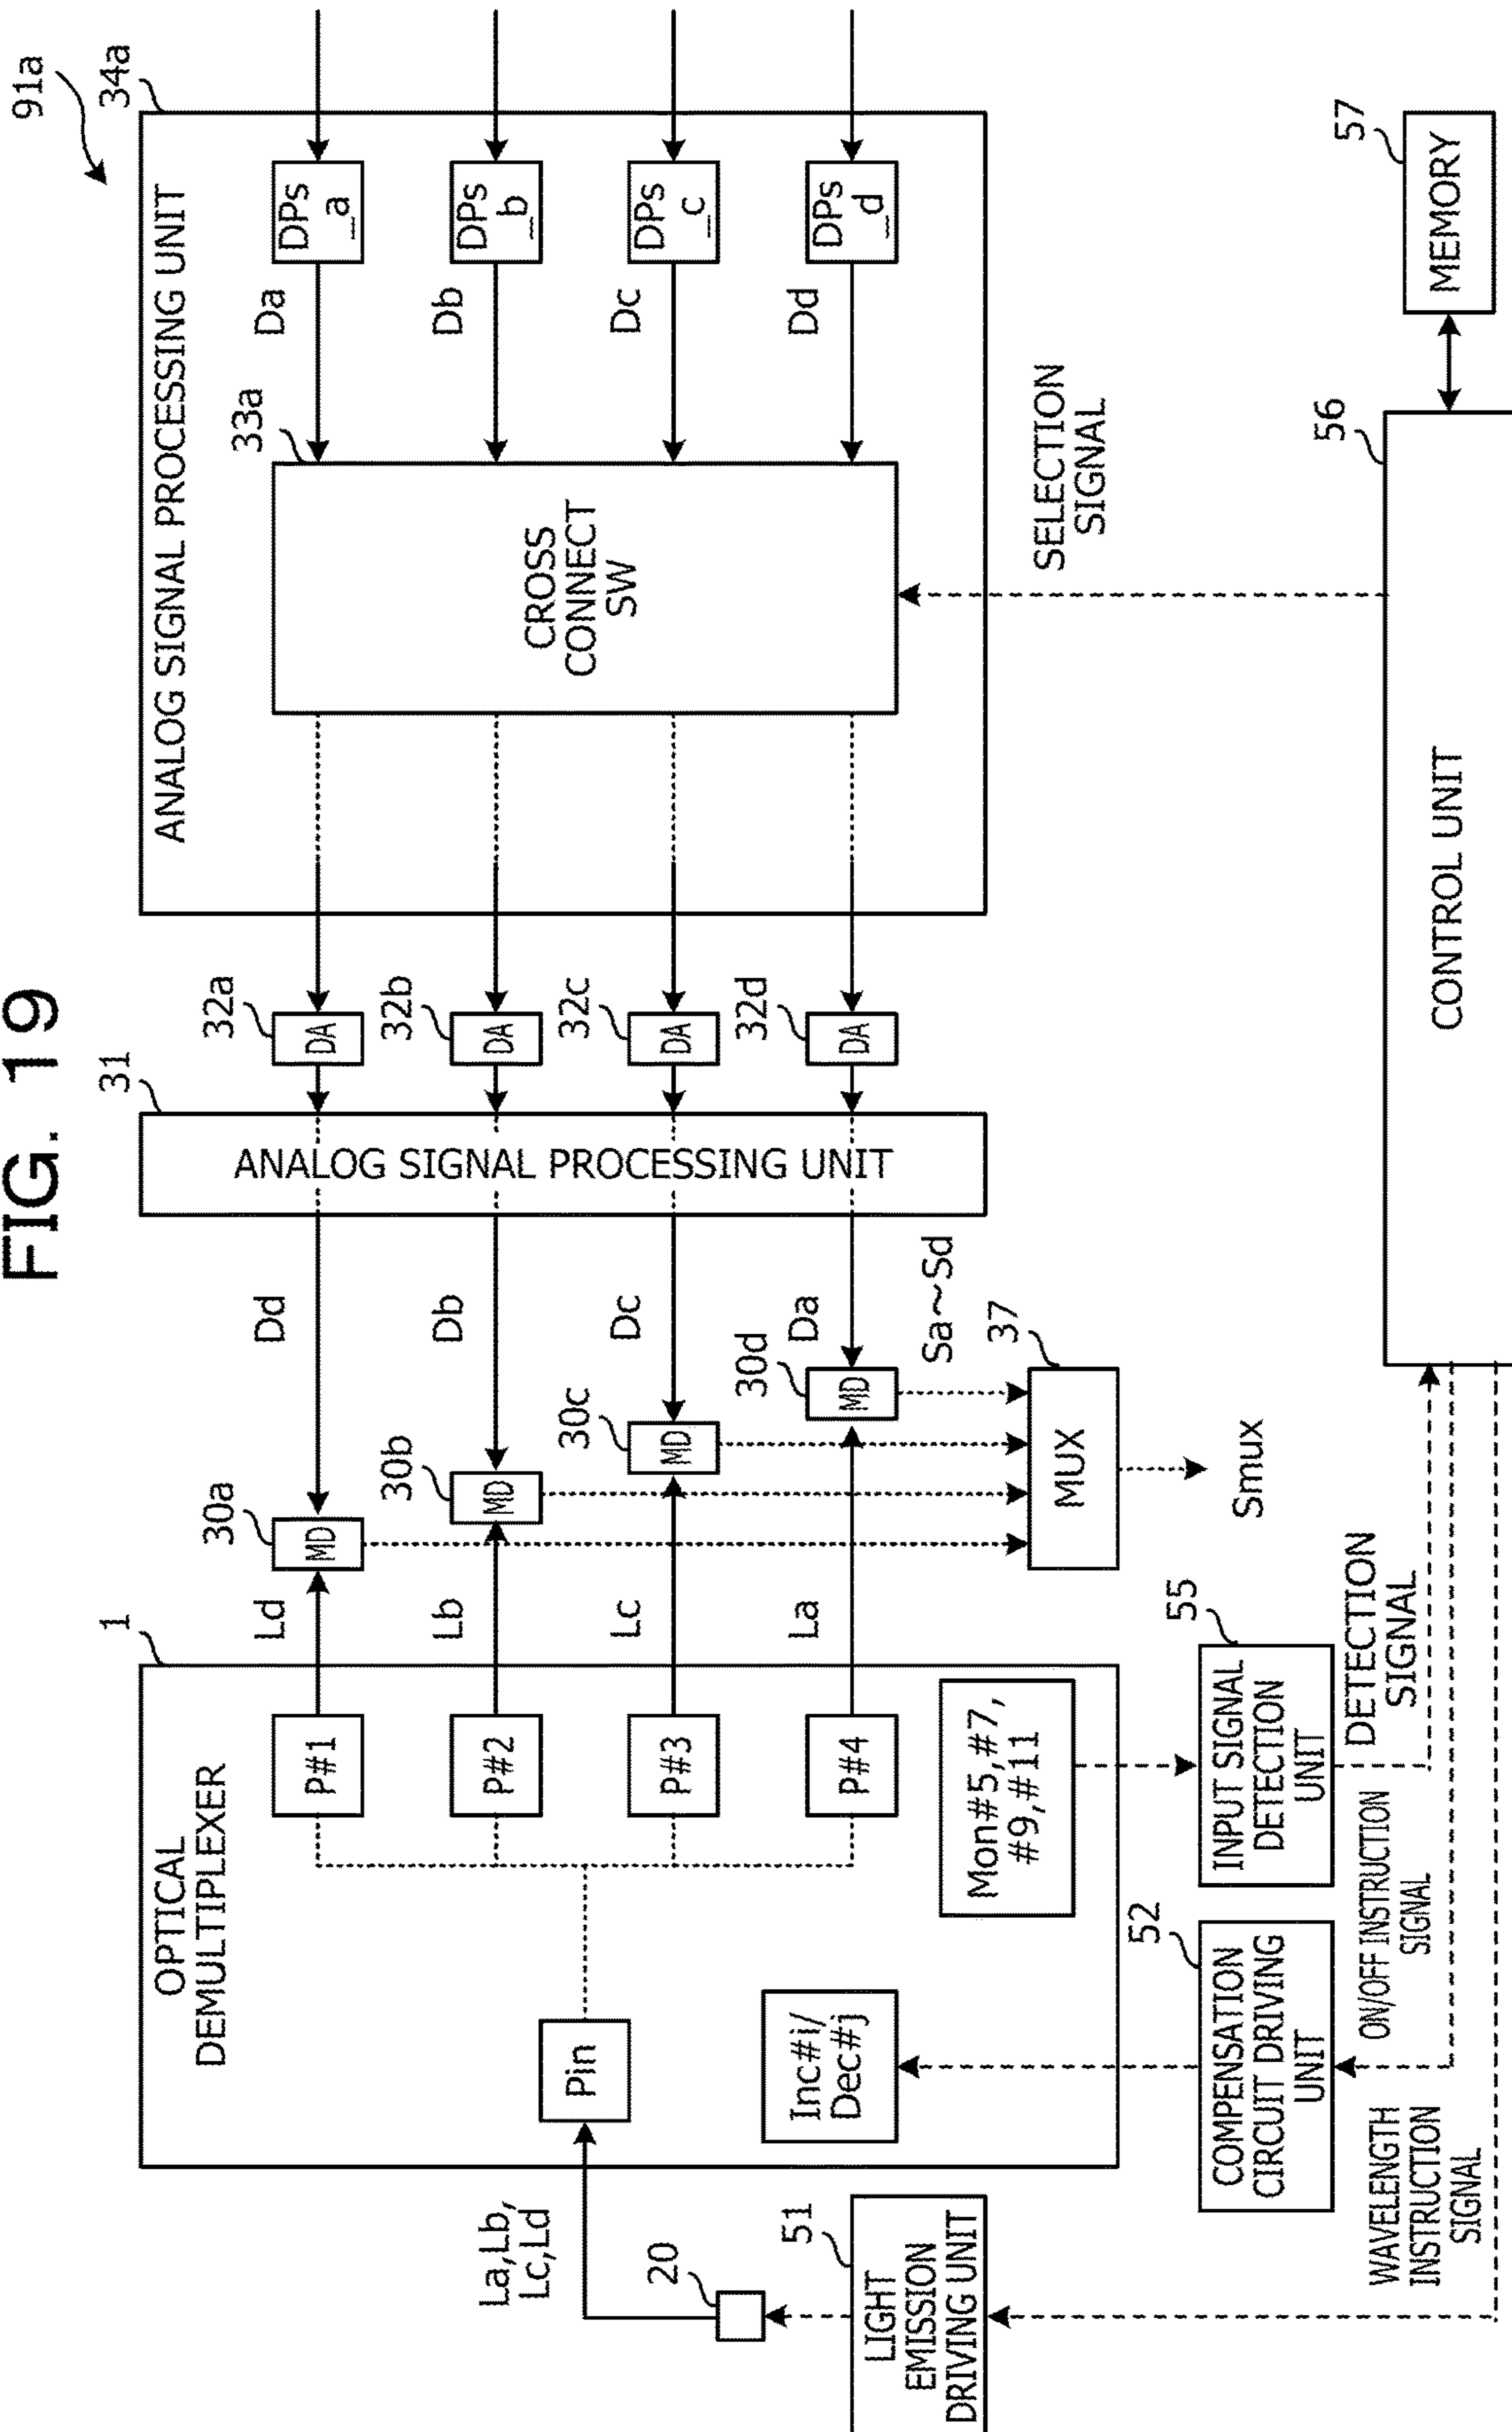 FIG. 19
91a
1
OPTICAL
DEMULTIPLEXER
La,Lb,
Lc,Ld
Pin
P#1
P#2
P#3
P#4
Inc#i/
Dec#j
Mon#5,#7,
#9,#11
20
51
LIGHT
EMISSION
DRIVING UNIT
52
COMPENSATION
CIRCUIT DRIVING
UNIT
55
INPUT SIGNAL
DETECTION
UNIT
WAVELENGTH
INSTRUCTION
SIGNAL
ON/OFF INSTRUCTION
SIGNAL
DETECTION
SIGNAL
Ld
Lb
Lc
La
30a
MD
30b
MD
30c
MD
30d
MD
Dd
Db
Dc
Da
Sa~Sd
37
MUX
Smux
31
ANALOG SIGNAL PROCESSING UNIT
32a
DA
32b
DA
32c
DA
32d
DA
34a
ANALOG SIGNAL PROCESSING UNIT
33a
CROSS
CONNECT
SW
Da
Db
Dc
Dd
DPs
_a
DPs
_b
DPs
_c
DPs
_d
SELECTION
SIGNAL
56
CONTROL UNIT
57
MEMORY